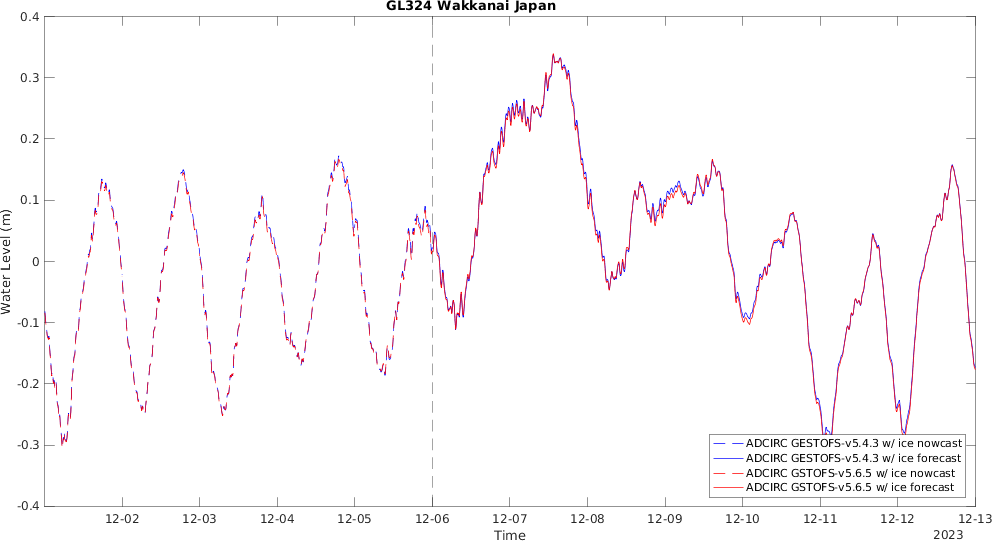 GL324 Wakkanai Japan
0.4
0.3
0.2
0.1
0
-0.1
-0.2
-0.3
-0.4
Water Level (m)
ADCIRC GESTOFS-v5.4.3 w/ ice nowcast
ADCIRC GESTOFS-v5.4.3 w/ ice forecast
ADCIRC GSTOFS-v5.6.5 w/ ice nowcast
ADCIRC GSTOFS-v5.6.5 w/ ice forecast
12-02 12-03 12-04 12-05 12-06 12-07 12-08 12-09 12-10 12-11 12-12 12-13
Time
2023